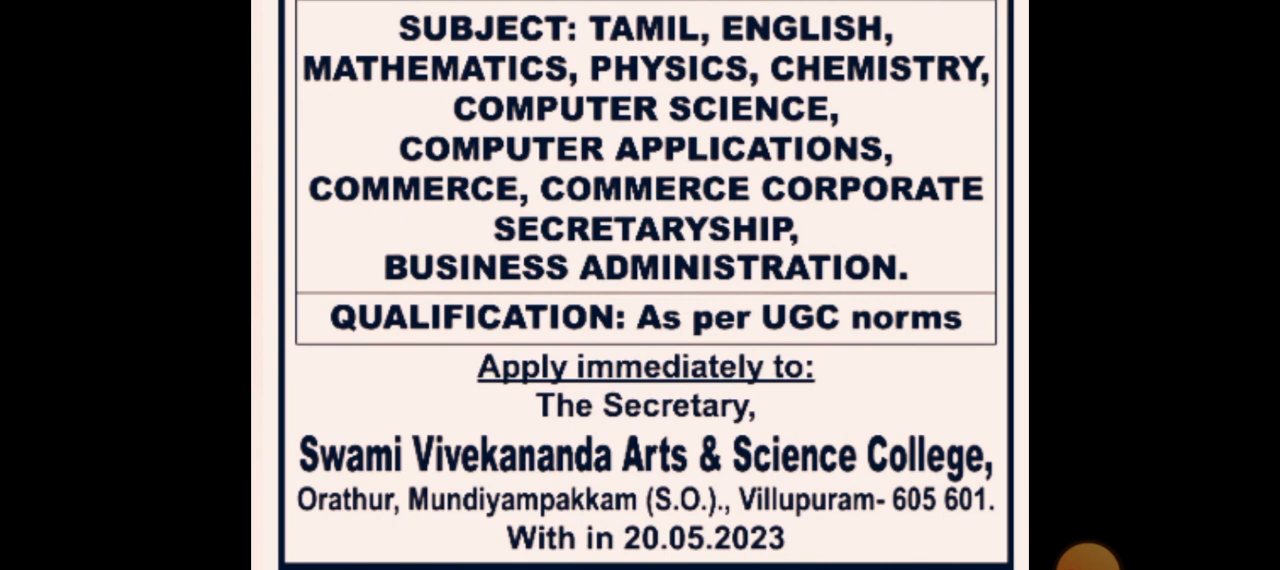 SUBJECT: TAMIL, ENGLISH,
MATHEMATICS, PHYSICS, CHEMISTRY,
COMPUTER SCIENCE,
COMPUTER APPLICATIONS,
COMMERCE, COMMERCE CORPORATE
SECRETARYSHIP,
BUSINESS ADMINISTRATION.
QUALIFICATION: As per UGC norms
Apply immediately to:
The Secretary,
Swami Vivekananda Arts & Science College,
Orathur, Mundiyampakkam (S.O.)., Villupuram- 605 601.
With in 20.05.2023